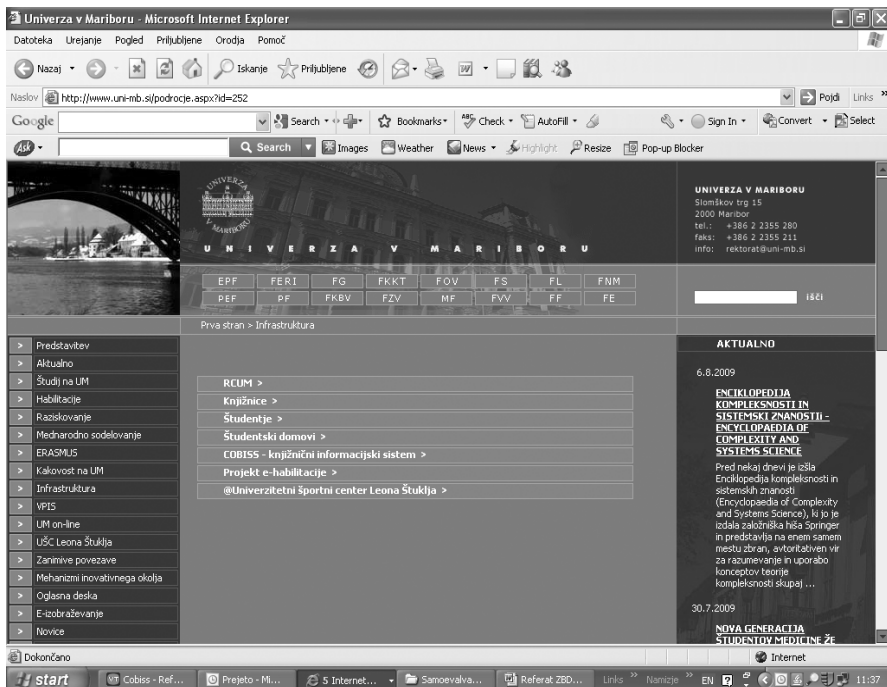 Univerza v Mariboru - Microsoft Internet Explorer
Datoteka Urejanje Pogled Priljubljene Orodja Pomoč
Nazaj Iskanje Priljubljene
Naslov http://www.uni-mb.si/podrocje.aspx?id=252 Pojdi Links »
Google Search Bookmarks Check AutoFill Sign In Convert Select
Ask Search Images Weather News Highlight Resize Pop-up Blocker
UNIVERZA V MARIBORU
UNIVERZA V MARIBORU
UNIVERZA V MARIBORU
Slomškov trg 15
2000 Maribor
tel.: +386 2 2355 280
faks: +386 2 2355 211
info: rektorat@uni-mb.si
EPF FERI FG FKKT FOV FS FL FNM
PEF PF FKBV FZV MF FVV FF FE
išči
Prva stran > Infrastruktura
> Predstavitev
> Aktualno
> Študij na UM
> Habilitacije
> Raziskovanje
> Mednarodno sodelovanje
> ERASMUS
> Kakovost na UM
> Infrastruktura
> VPIS
> UM on-line
> UŠC Leona Štuklja
> Zanimive povezave
> Mehanizmi inovativnega okolja
> Oglasna deska
> E-izobraževanje
> Novice
RCUM >
Knjižnice >
Študentje >
Študentski domovi >
COBISS - knjižnični informacijski sistem >
Projekt e-habilitacije >
@Univerzitetni športni center Leona Štuklja >
AKTUALNO
6.8.2009
ENCIKLOPEDIJA
KOMPLEKSNOSTI IN
SISTEMSKI ZNANOSTIi -
ENCYCLOPAEDIA OF
COMPLEXITY AND
SYSTEMS SCIENCE
Pred nekaj dnevi je izšla
Enciklopedija kompleksnosti in
sistemskih znanosti
(Encyclopaedia of Complexity
and Systems Science), ki jo je
izdala založniška hiša Springer
in predstavlja na enem samem
mestu zbran, avtoritativen vir
za razumevanje in uporabo
konceptov teorije
kompleksnosti skupaj ...
30.7.2009
NOVA GENERACIJA
ŠTUDENTOV MEDICINE ŽE
Dokončano Internet
start Cobiss - Ref... Prejeto - Mi... 5 Internet... Samoevalva... Referat ZBD... Links » Namizje » EN 11:37